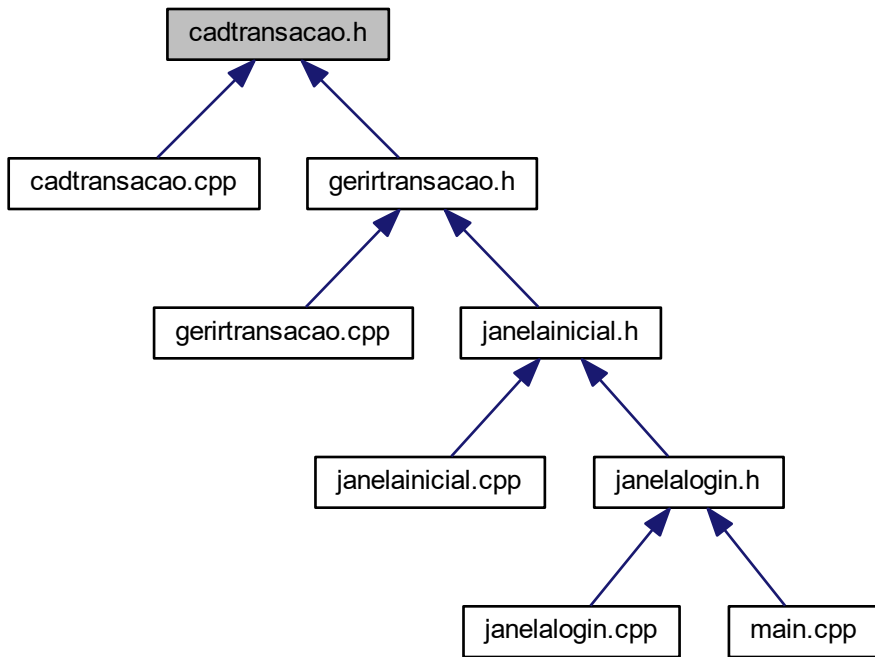 cadtransacao.h
cadtransacao.cpp
gerirtransacao.h
gerirtransacao.cpp
janelainicial.h
janelainicial.cpp
janelalogin.h
janelalogin.cpp
main.cpp